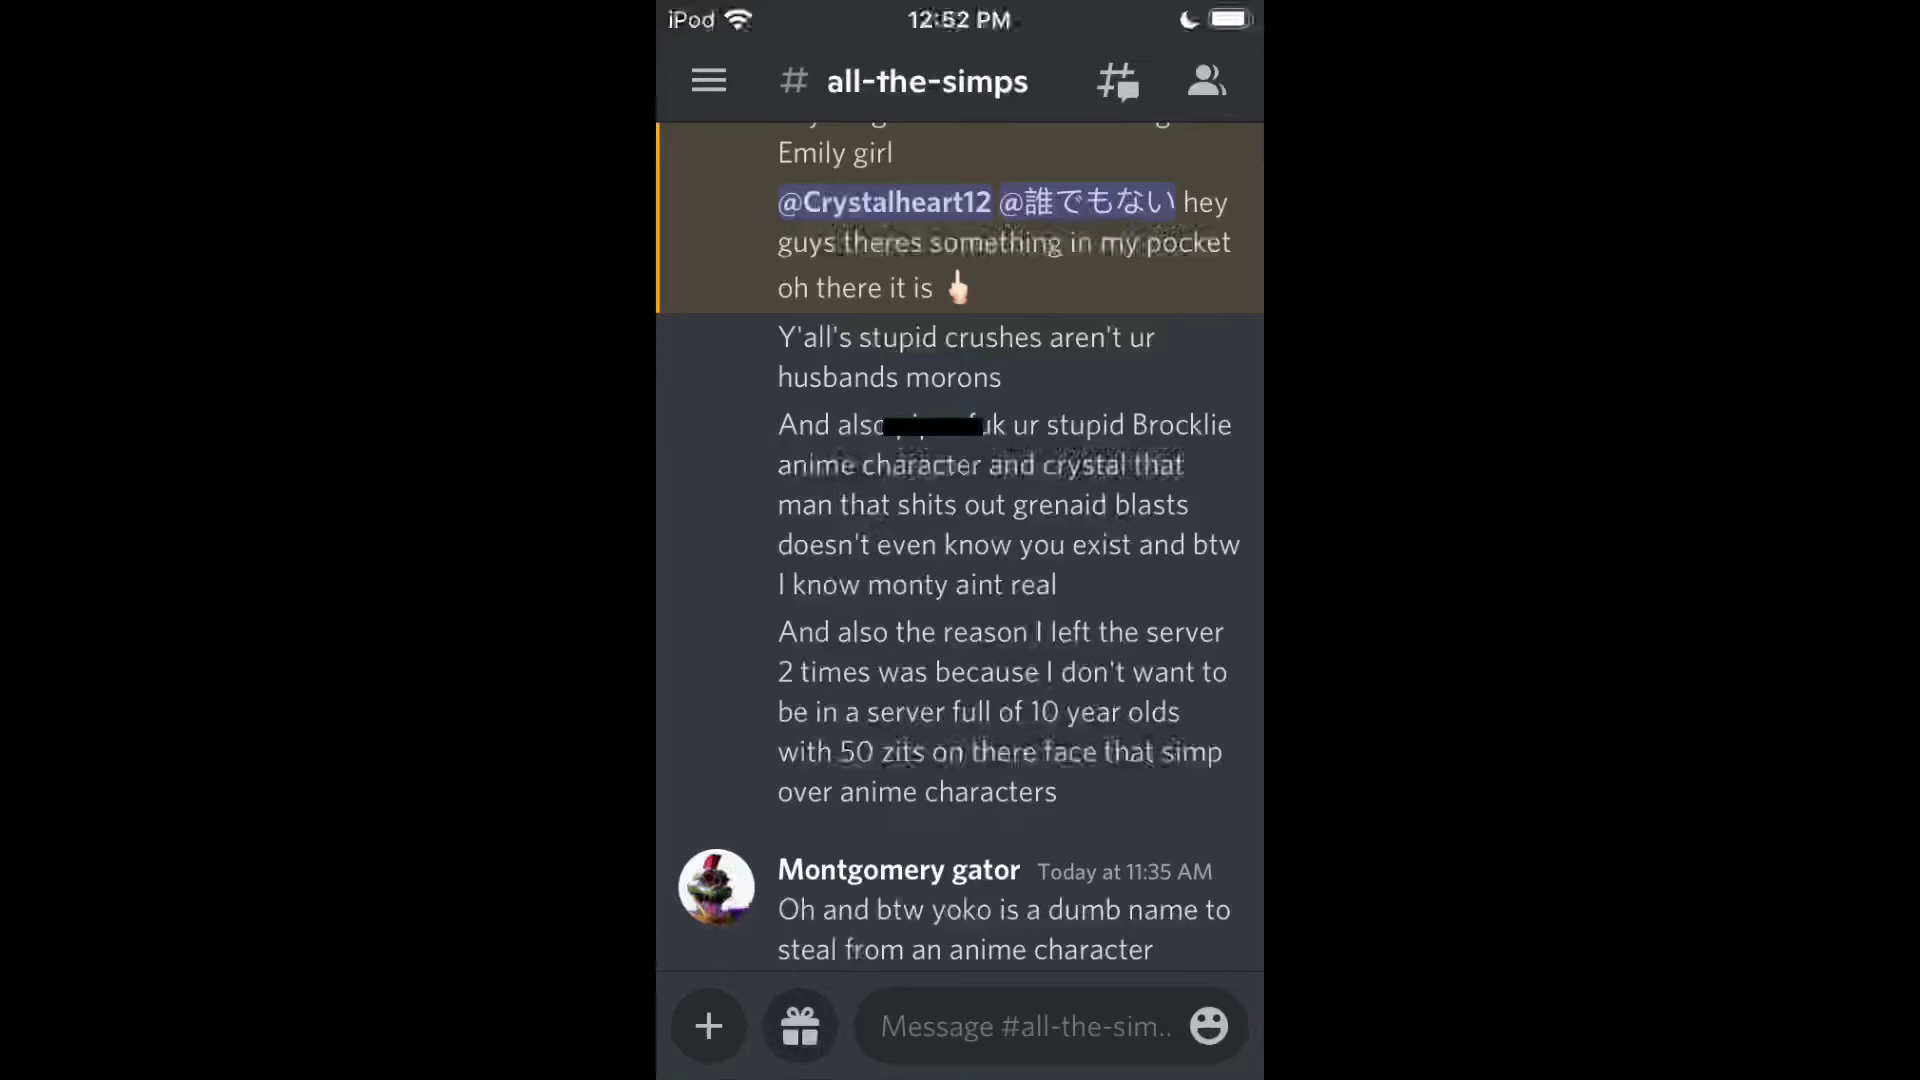 iPod 12:52 PM
# all-the-simps
Emily girl
@Crystalheart12 @誰でもない hey
guys theres something in my pocket
oh there it is 🖕🏻
Y'all's stupid crushes aren't ur
husbands morons
And also uk ur stupid Brocklie
anime character and crystal that
man that shits out grenaid blasts
doesn't even know you exist and btw
I know monty aint real
And also the reason I left the server
2 times was because I don't want to
be in a server full of 10 year olds
with 50 zits on there face that simp
over anime characters
Montgomery gator Today at 11:35 AM
Oh and btw yoko is a dumb name to
steal from an anime character
Message #all-the-sim..